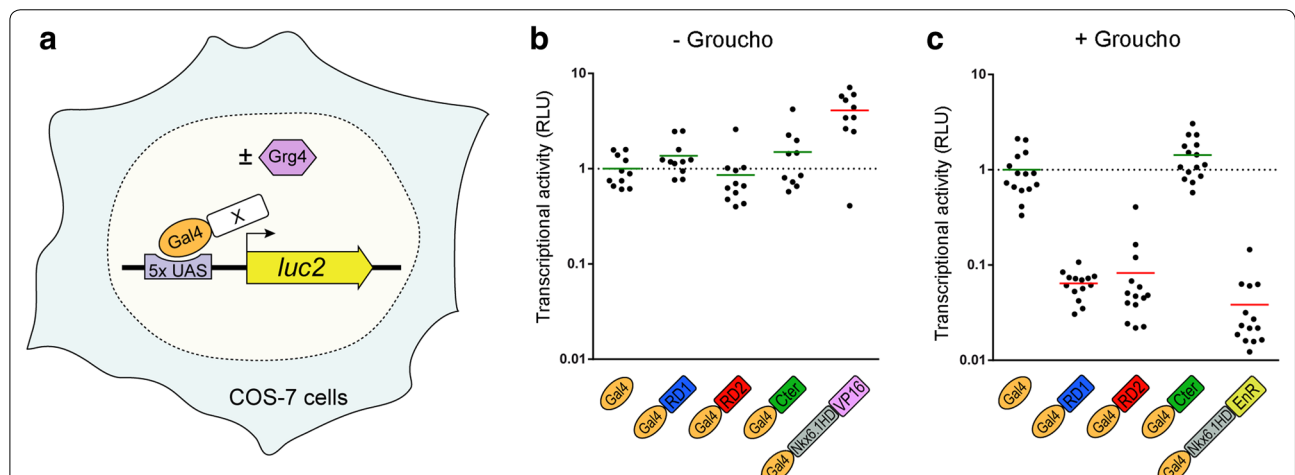 a
± Grg4
X
Gal4
5x UAS
luc2
COS-7 cells
b
- Groucho
Transcriptional activity (RLU)
10
1
0.1
0.01
Gal4
Gal4 RD1
Gal4 RD2
Gal4 Cter
Gal4 Nkx6.1HD VP16
c
+ Groucho
Transcriptional activity (RLU)
10
1
0.1
0.01
Gal4
Gal4 RD1
Gal4 RD2
Gal4 Cter
Gal4 Nkx6.1HD EnR